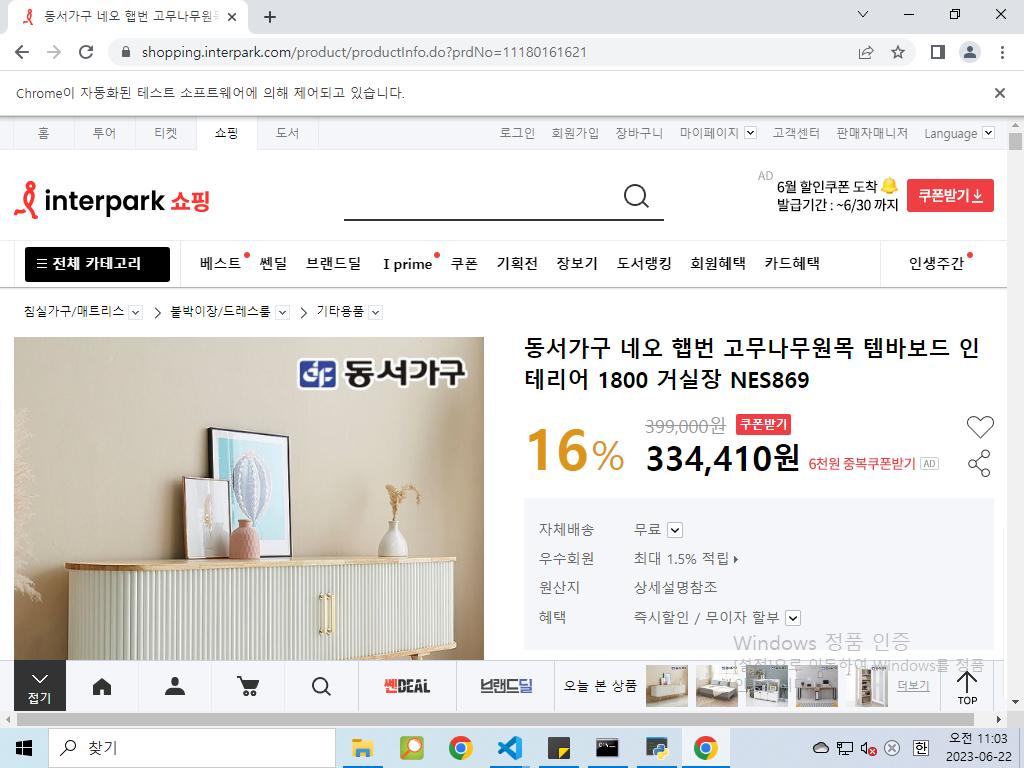 동서가구 네오 햅번 고무나무원목
shopping.interpark.com/product/productInfo.do?prdNo=11180161621
Chrome이 자동화된 테스트 소프트웨어에 의해 제어되고 있습니다.
홈 투어 티켓 쇼핑 도서 로그인 회원가입 장바구니 마이페이지 고객센터 판매자매니저 Language
AD
6월 할인쿠폰 도착
interpark 쇼핑
쿠폰받기
발급기간 : ~6/30 까지
전체 카테고리 베스트 쎈딜 브랜드딜 I prime 쿠폰 기획전 장보기 도서랭킹 회원혜택 카드혜택 인생주간
침실가구/매트리스 붙박이장/드레스룸 기타용품
동서가구
동서가구 네오 햅번 고무나무원목 템바보드 인
테리어 1800 거실장 NES869
16%
399,000원 쿠폰받기
334,410원 6천원 중복쿠폰받기 AD
자체배송 무료
우수회원 최대 1.5% 적립
원산지 상세설명참조
혜택 즉시할인 / 무이자 할부
Windows 정품 인증
[설정]으로 이동하여 Windows를 정품
접기
쎈DEAL
브랜드딜
오늘 본 상품
더보기
TOP
찾기
한
오전 11:03
2023-06-22